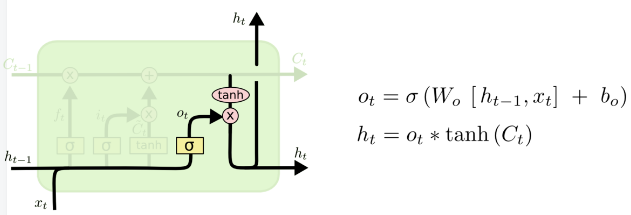 h_t
C_{t-1}
C_t
tanh
f_t
i_t
o_t
σ
σ
tanh
σ
h_{t-1}
h_t
x_t
o_t = σ (W_o [h_{t-1}, x_t] + b_o)
h_t = o_t * tanh (C_t)